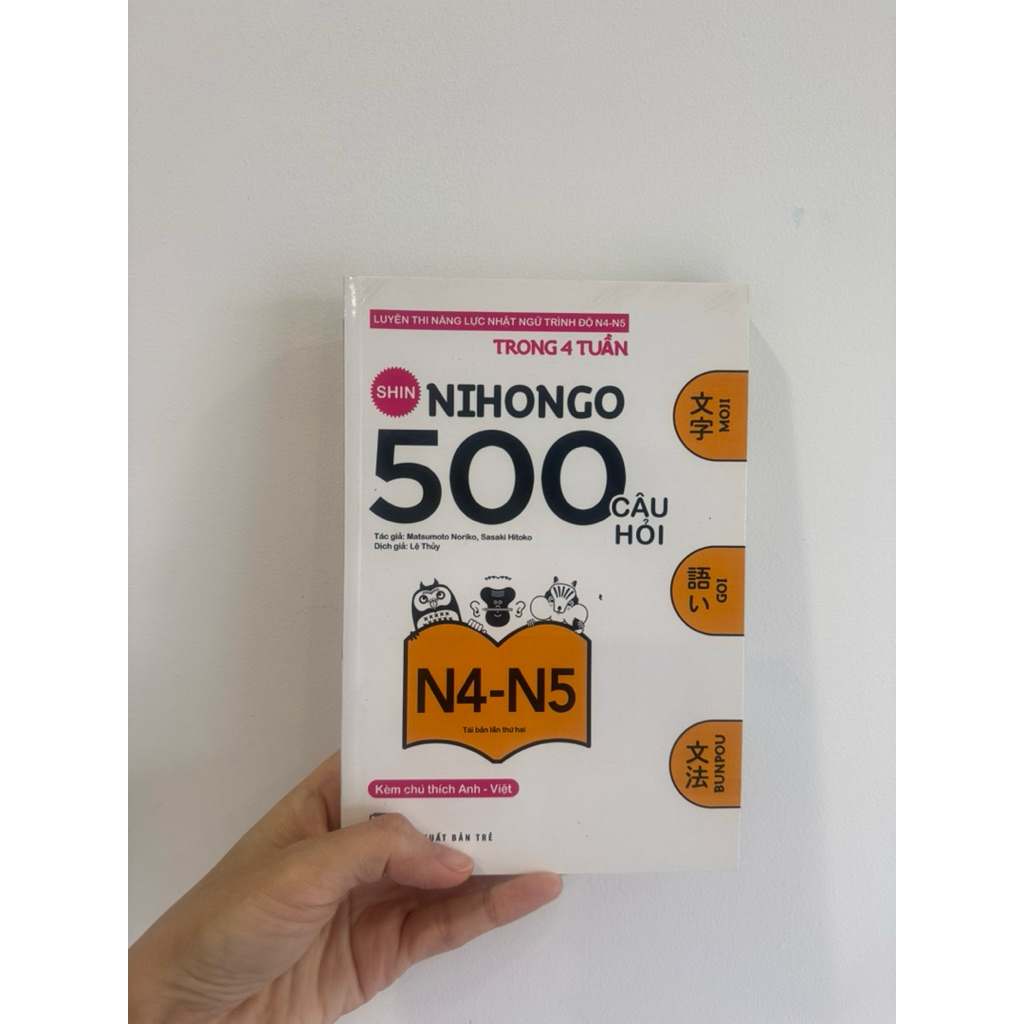 LUYỆN THI NĂNG LỰC NHẬT NGỮ TRÌNH ĐỘ N4-N5
TRONG 4 TUẦN
SHIN
NIHONGO
500
CÂU
HỎI
Tác giả: Matsumoto Noriko, Sasaki Hitoko
Dịch giả: Lệ Thủy
文字
MOJI
語い
GOI
文法
BUNPOU
N4-N5
Tái bản lần thứ hai
Kèm chú thích Anh - Việt
BẢN TRẺ